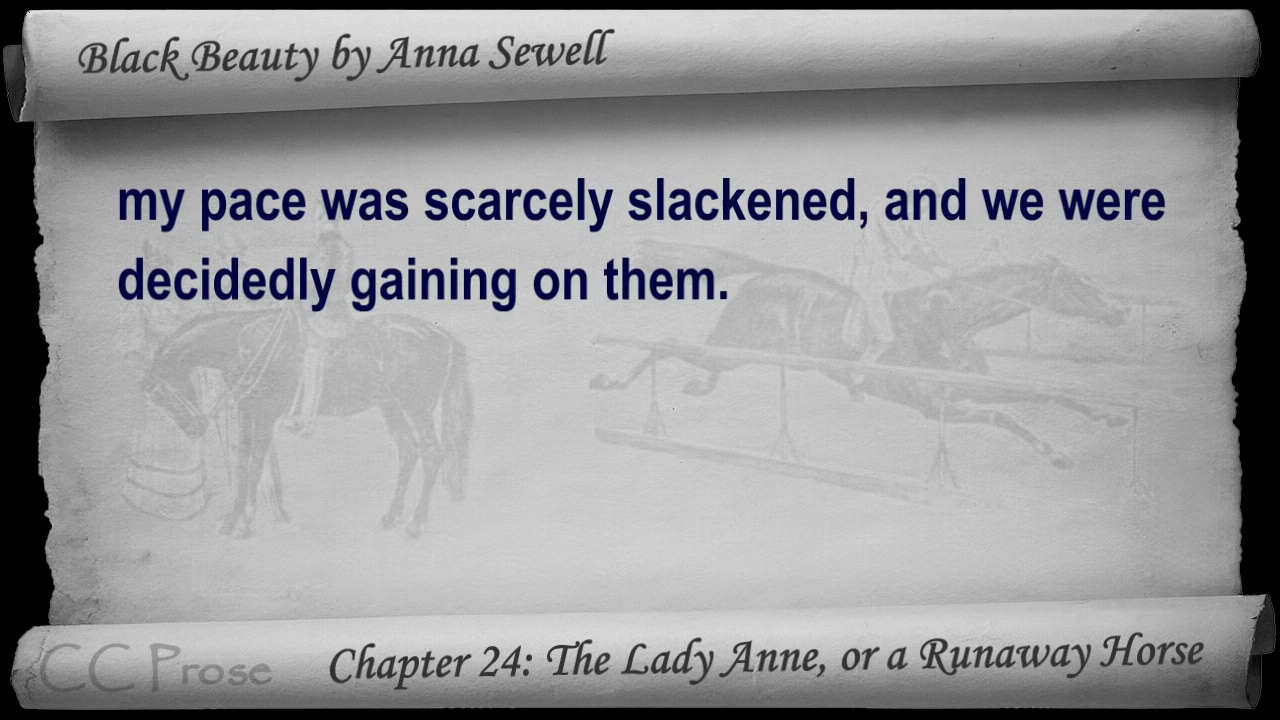 Black Beauty by Anna Sewell
my pace was scarcely slackened, and we were
decidedly gaining on them.
CC Prose
Chapter 24: The Lady Anne, or a Runaway Horse